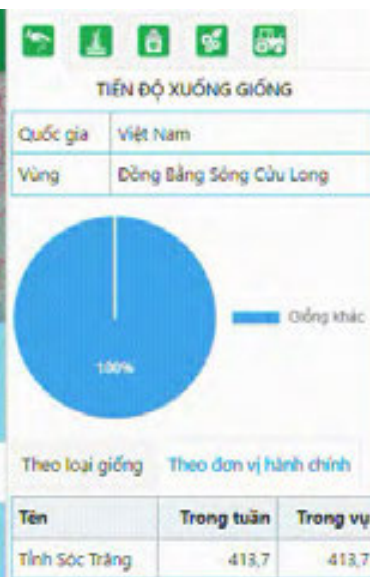 TIẾN ĐỘ XUỐNG GIỐNG
Quốc gia Việt Nam
Vùng Đồng Bằng Sông Cửu Long
100%
Giống khác
Theo loại giống Theo đơn vị hành chính
Tên Trong tuần Trong vụ
Tỉnh Sóc Trăng 413,7 413,7